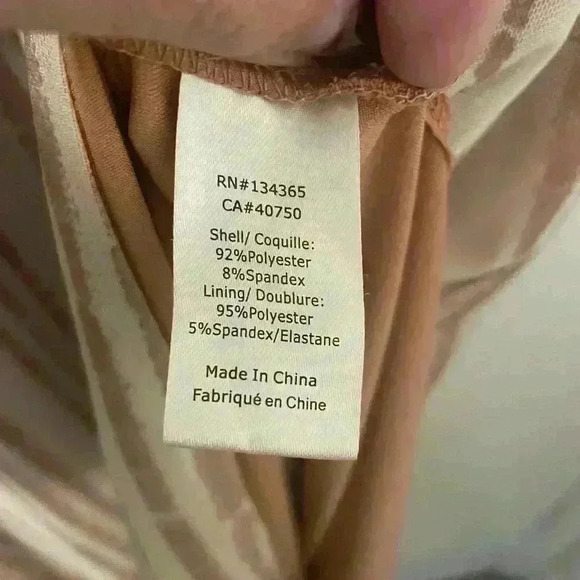 RN#134365
CA#40750
Shell/ Coquille:
92%Polyester
8%Spandex
Lining/ Doublure:
95%Polyester
5%Spandex/Elastane
Made In China
Fabriqué en Chine